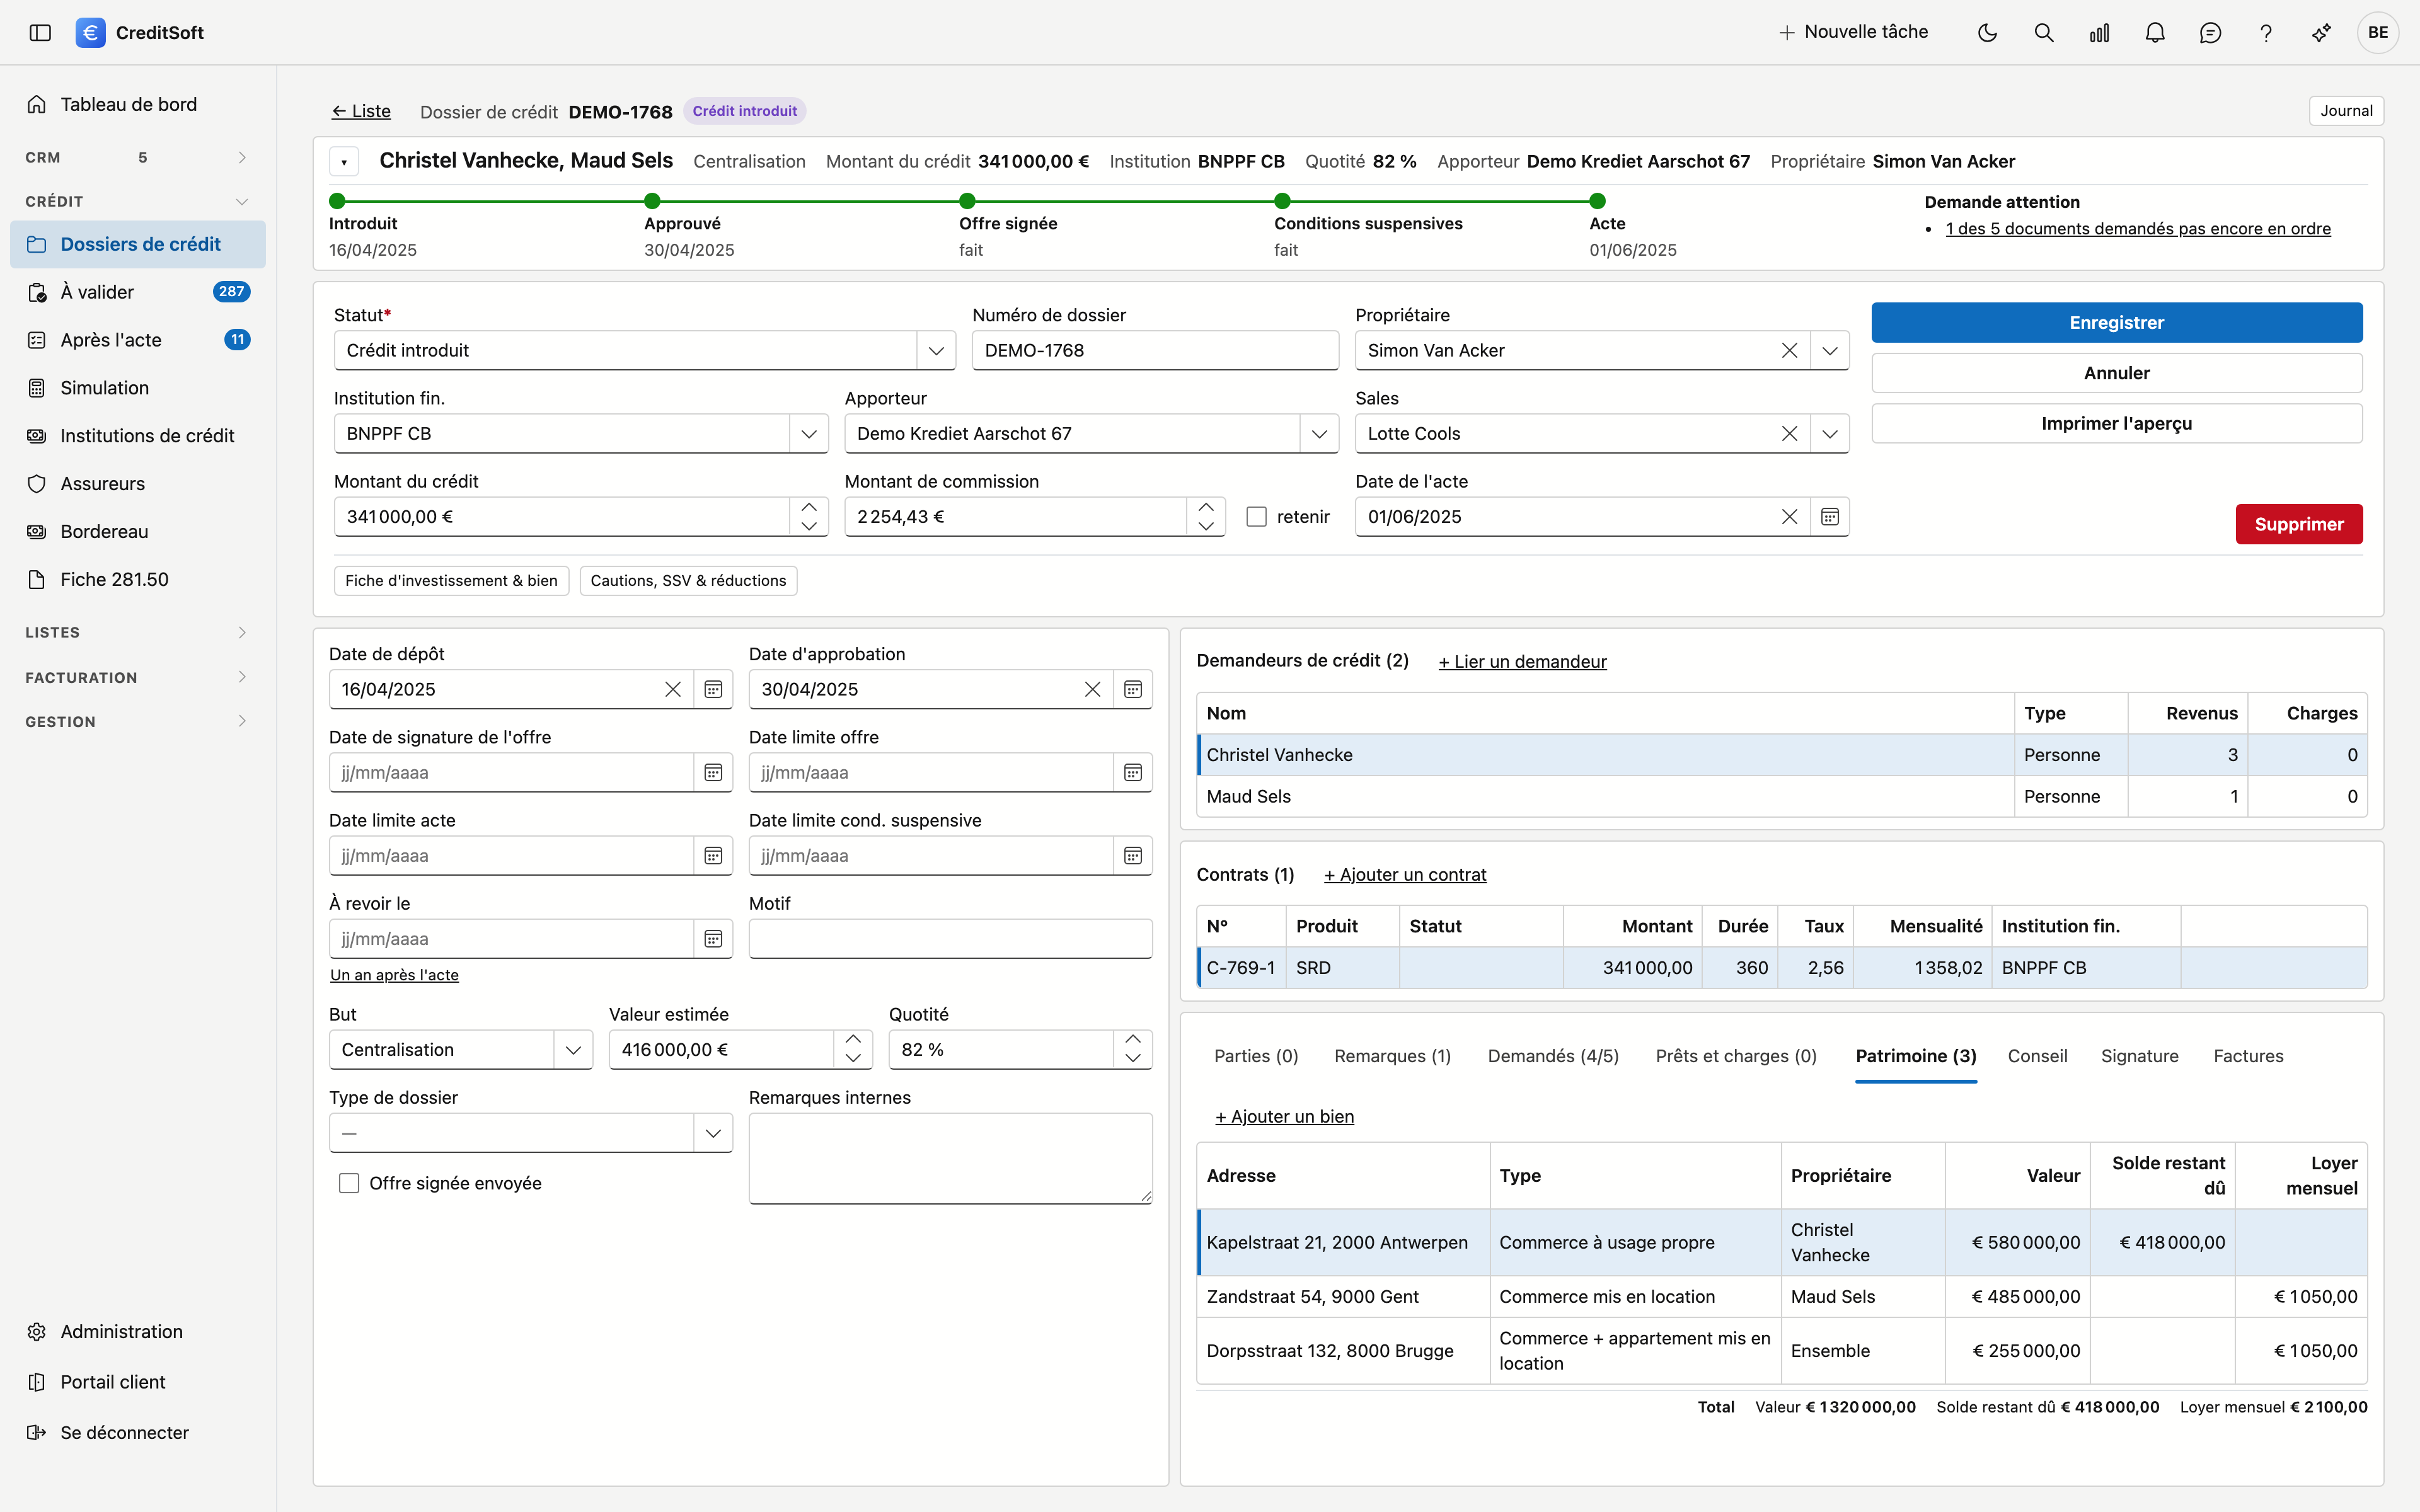 € CreditSoft
Nouvelle tâche
BE
Tableau de bord
CRM 5
CRÉDIT
Dossiers de crédit
À valider 287
Après l'acte 11
Simulation
Institutions de crédit
Assureurs
Bordereau
Fiche 281.50
LISTES
FACTURATION
GESTION
Administration
Portail client
Se déconnecter
← Liste Dossier de crédit DEMO-1768 Crédit introduit
Journal
Christel Vanhecke, Maud Sels Centralisation Montant du crédit 341 000,00 € Institution BNPPF CB Quotité 82 % Apporteur Demo Krediet Aarschot 67 Propriétaire Simon Van Acker
Introduit
16/04/2025
Approuvé
30/04/2025
Offre signée
fait
Conditions suspensives
fait
Acte
01/06/2025
Demande attention
• 1 des 5 documents demandés pas encore en ordre
Statut*
Crédit introduit
Numéro de dossier
DEMO-1768
Propriétaire
Simon Van Acker
Institution fin.
BNPPF CB
Apporteur
Demo Krediet Aarschot 67
Sales
Lotte Cools
Montant du crédit
341 000,00 €
Montant de commission
2 254,43 €
retenir
Date de l'acte
01/06/2025
Enregistrer
Annuler
Imprimer l'aperçu
Supprimer
Fiche d'investissement & bien
Cautions, SSV & réductions
Date de dépôt
16/04/2025
Date d'approbation
30/04/2025
Date de signature de l'offre
jj/mm/aaaa
Date limite offre
jj/mm/aaaa
Date limite acte
jj/mm/aaaa
Date limite cond. suspensive
jj/mm/aaaa
À revoir le
jj/mm/aaaa
Motif
Un an après l'acte
But
Centralisation
Valeur estimée
416 000,00 €
Quotité
82 %
Type de dossier
—
Remarques internes
Offre signée envoyée
Demandeurs de crédit (2) + Lier un demandeur
Nom Type Revenus Charges
Christel Vanhecke Personne 3 0
Maud Sels Personne 1 0
Contrats (1) + Ajouter un contrat
N° Produit Statut Montant Durée Taux Mensualité Institution fin.
C-769-1 SRD 341 000,00 360 2,56 1 358,02 BNPPF CB
Parties (0) Remarques (1) Demandés (4/5) Prêts et charges (0) Patrimoine (3) Conseil Signature Factures
+ Ajouter un bien
Adresse Type Propriétaire Valeur Solde restant dû Loyer mensuel
Kapelstraat 21, 2000 Antwerpen Commerce à usage propre Christel Vanhecke € 580 000,00 € 418 000,00
Zandstraat 54, 9000 Gent Commerce mis en location Maud Sels € 485 000,00 € 1 050,00
Dorpsstraat 132, 8000 Brugge Commerce + appartement mis en location Ensemble € 255 000,00 € 1 050,00
Total Valeur € 1 320 000,00 Solde restant dû € 418 000,00 Loyer mensuel € 2 100,00